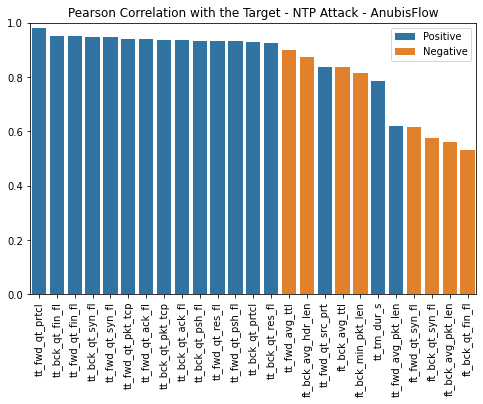 Pearson Correlation with the Target - NTP Attack - AnubisFlow
Positive
Negative
1.0
0.8
0.6
0.4
0.2
0.0
tt_fwd_qt_prtcl
tt_bck_qt_fin_fl
tt_fwd_qt_fin_fl
tt_bck_qt_syn_fl
tt_fwd_qt_syn_fl
tt_fwd_qt_pkt_tcp
tt_fwd_qt_ack_fl
tt_bck_qt_pkt_tcp
tt_bck_qt_ack_fl
tt_bck_qt_psh_fl
tt_fwd_qt_res_fl
tt_fwd_qt_psh_fl
tt_bck_qt_prtcl
tt_bck_qt_res_fl
tt_fwd_avg_ttl
ft_bck_avg_hdr_len
tt_fwd_qt_src_prt
ft_bck_avg_ttl
ft_bck_min_pkt_len
tt_tm_dur_s
tt_fwd_avg_pkt_len
ft_fwd_qt_syn_fl
ft_bck_qt_syn_fl
ft_bck_avg_pkt_len
ft_bck_qt_fin_fl